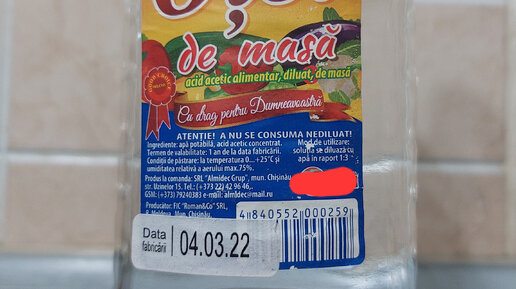 de masă
acid acetic alimentar, diluat, de masă
Cu drag pentru Dumneavoastră
ATENTIE! A NU SE CONSUMA NEDILUAT!
Ingrediente: apă potabilă, acid acetic concentrat.
Termen de valabilitate: 1 an de la data fabricării.
Condiții de păstrare: la temperatura 0...+25°C și
umiditatea relativă a aerului max.75%.
Mod de utilizare:
soluția se diluază cu
apă în raport 1:3
Produs la comanda: SRL "Almidec Grup", mun. Chișinău
str. Uzinelor 15. Tel.: (+373 22) 42 96 46,
GSM: (+373) 79240383 e-mail: almidec@mail.ru
Producător: FIC "Roman&Co" SRL,
R. Moldova, Mun. Chișinău,
4 840552 000259
Data
fabricării
04.03.22